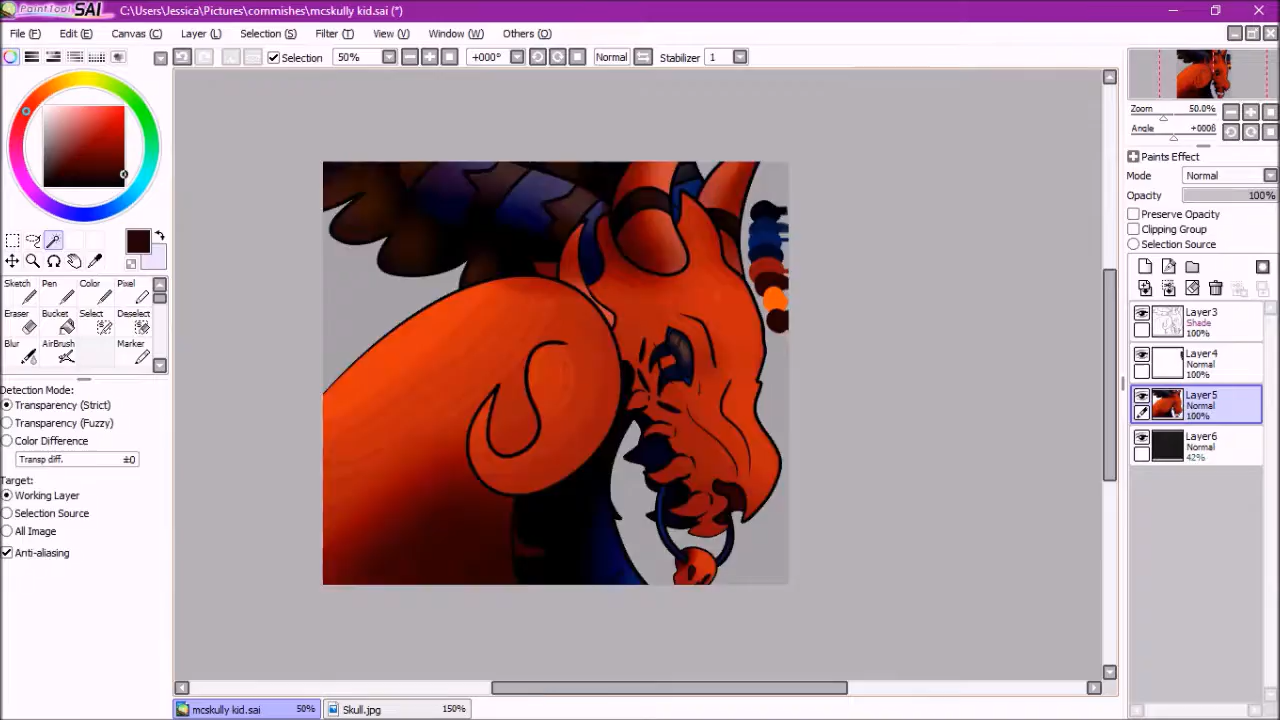 PaintTool SAI C:\Users\Jessica\Pictures\commishes\mcskully kid.sai (*)
File (F) Edit (E) Canvas (C) Layer (L) Selection (S) Filter (T) View (V) Window (W) Others (O)
Selection 50% +000° Normal Stabilizer 1
Zoom 50.0%
Angle +0006
Paints Effect
Mode Normal
Opacity 100%
Preserve Opacity
Clipping Group
Selection Source
Sketch Pen Color Pixel
Eraser Bucket Select Deselect
Blur AirBrush Marker
Detection Mode:
Transparency (Strict)
Transparency (Fuzzy)
Color Difference
Transp diff. ±0
Target:
Working Layer
Selection Source
All Image
Anti-aliasing
Layer3
Shade
100%
Layer4
Normal
100%
Layer5
Normal
100%
Layer6
Normal
42%
mcskully kid.sai 50% Skull.jpg 150%